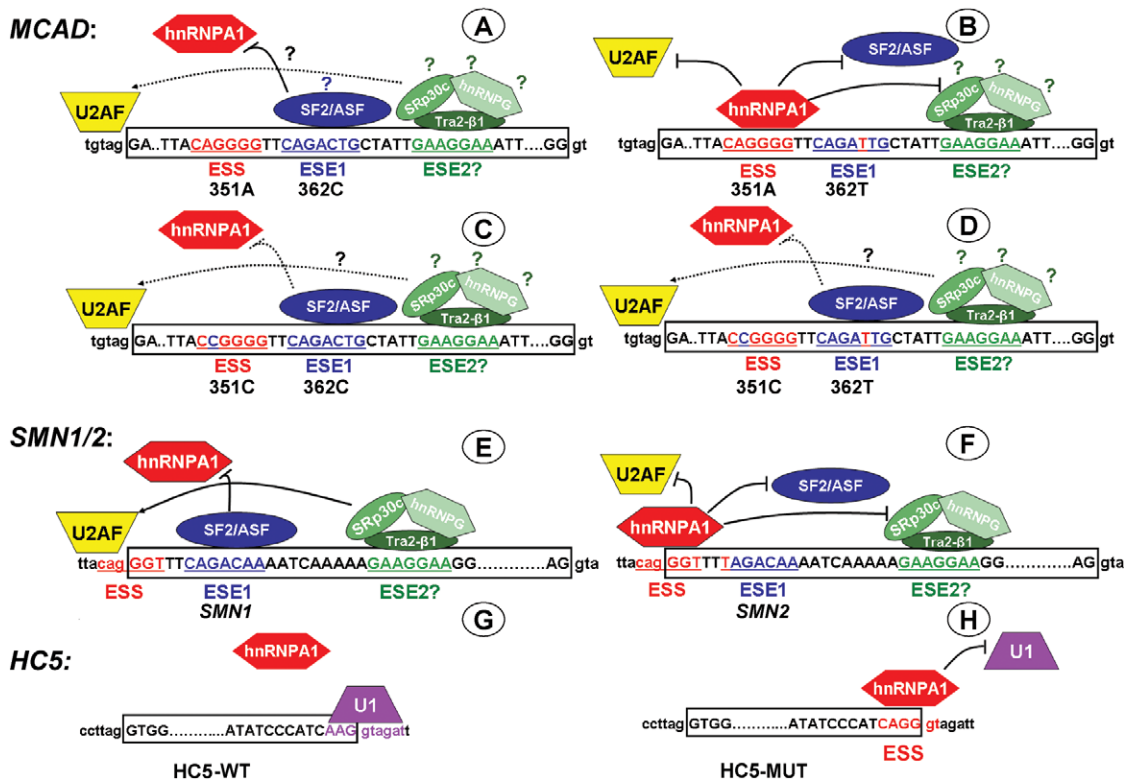 MCAD:
hnRNPA1
A
?
?
? ? ?
U2AF
SF2/ASF
SRp30c
hnRNPG
Tra2-β1
tgtag GA..TTACAGGGGTTCAGACTGCTATTGAAGGAAATT....GG gt
ESS ESE1 ESE2?
351A 362C
B
U2AF
SF2/ASF
? ? ?
hnRNPA1
SRp30c
hnRNPG
Tra2-β1
tgtag GA..TTACAGGGGTTCAGATTGCTATTGAAGGAAATT....GG gt
ESS ESE1 ESE2?
351A 362T
hnRNPA1
C
?
? ? ?
U2AF
SF2/ASF
SRp30c
hnRNPG
Tra2-β1
tgtag GA..TTACCGGGGTTCAGACTGCTATTGAAGGAAATT....GG gt
ESS ESE1 ESE2?
351C 362C
hnRNPA1
D
?
? ? ?
U2AF
SF2/ASF
SRp30c
hnRNPG
Tra2-β1
tgtag GA..TTACCGGGGTTCAGATTGCTATTGAAGGAAATT....GG gt
ESS ESE1 ESE2?
351C 362T
SMN1/2:
hnRNPA1
E
U2AF
SF2/ASF
SRp30c
hnRNPG
Tra2-β1
ttacag GGTTTCAGACAAAATCAAAAAGAAGGAAGG............AG gta
ESS ESE1 ESE2?
SMN1
F
U2AF
SF2/ASF
hnRNPA1
SRp30c
hnRNPG
Tra2-β1
ttacag GGTTTTAGACAAAATCAAAAAGAAGGAAGG............AG gta
ESS ESE1 ESE2?
SMN2
HC5:
G
hnRNPA1
U1
ccttag GTGG...........ATATCCCATCAAG gtagatt
HC5-WT
H
U1
hnRNPA1
ccttag GTGG...........ATATCCCATCAGG gtagatt
ESS
HC5-MUT